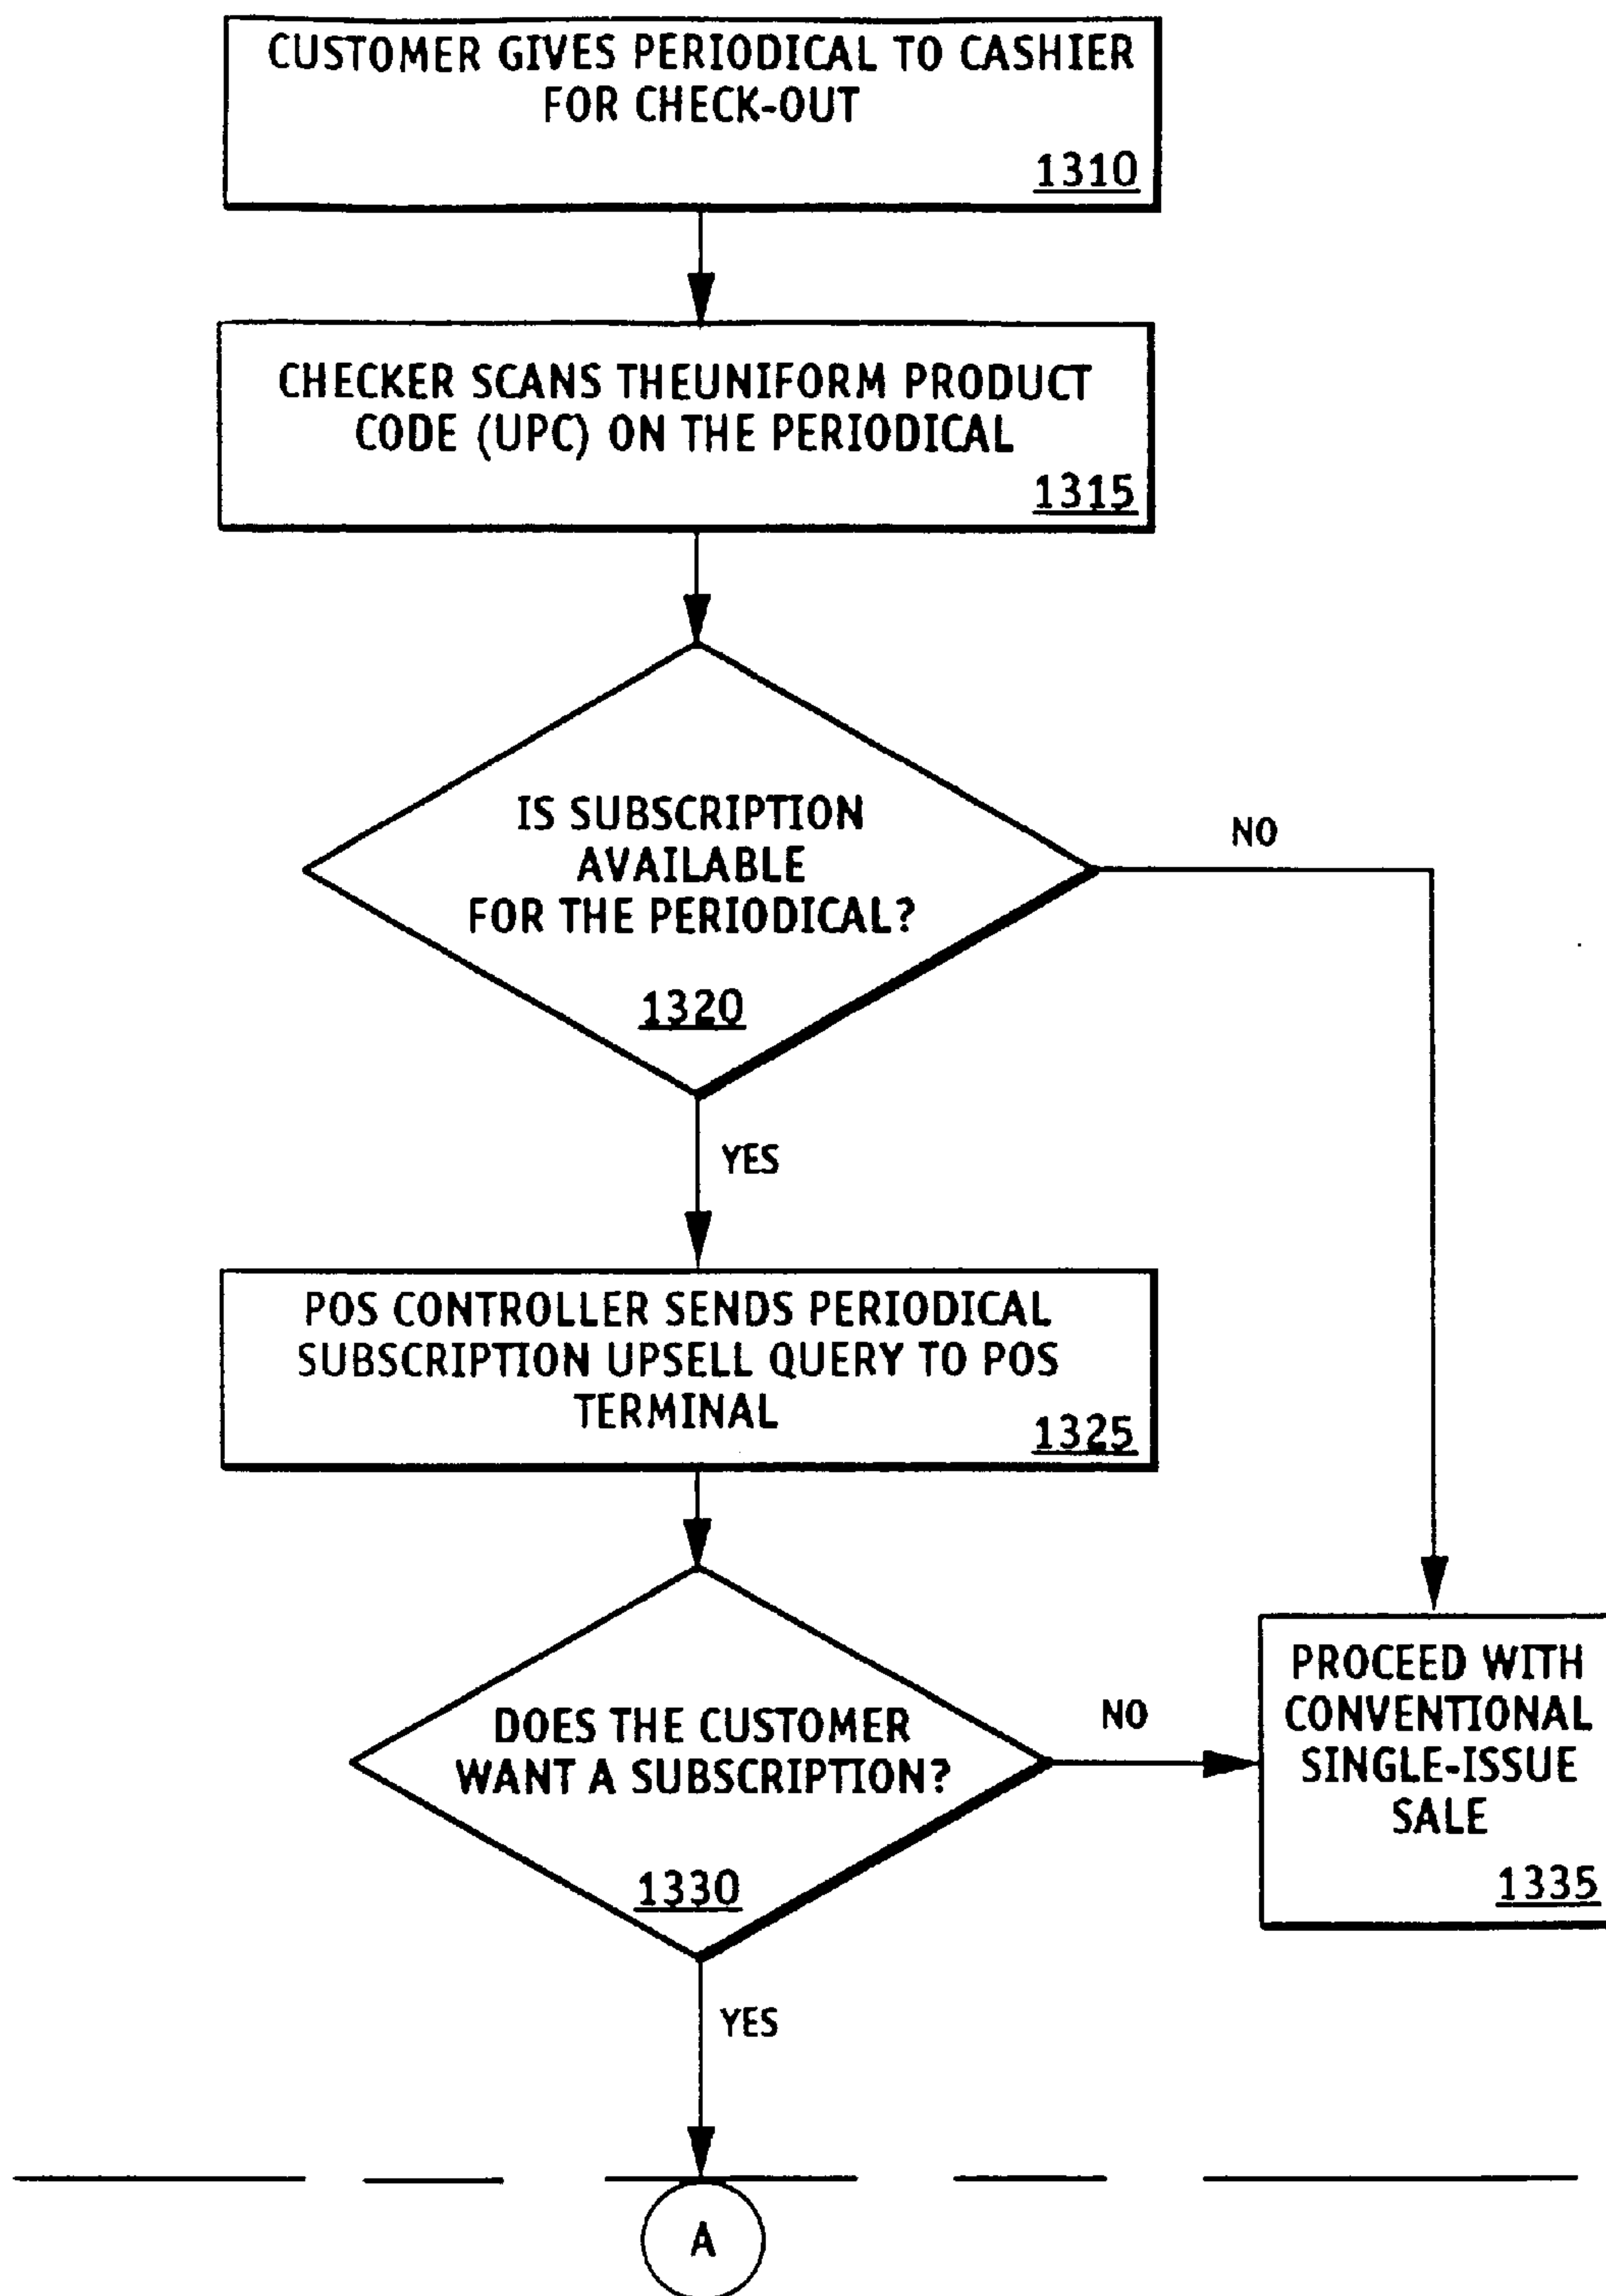 CUSTOMER GIVES PERIODICAL TO CASHIER
FOR CHECK-OUT
1310
CHECKER SCANS THEUNIFORM PRODUCT
CODE (UPC) ON THE PERIODICAL
1315
IS SUBSCRIPTION
AVAILABLE
FOR THE PERIODICAL?
1320
NO
YES
POS CONTROLLER SENDS PERIODICAL
SUBSCRIPTION UPSELL QUERY TO POS
TERMINAL
1325
DOES THE CUSTOMER
WANT A SUBSCRIPTION?
1330
NO
PROCEED WITH
CONVENTIONAL
SINGLE-ISSUE
SALE
1335
YES
A